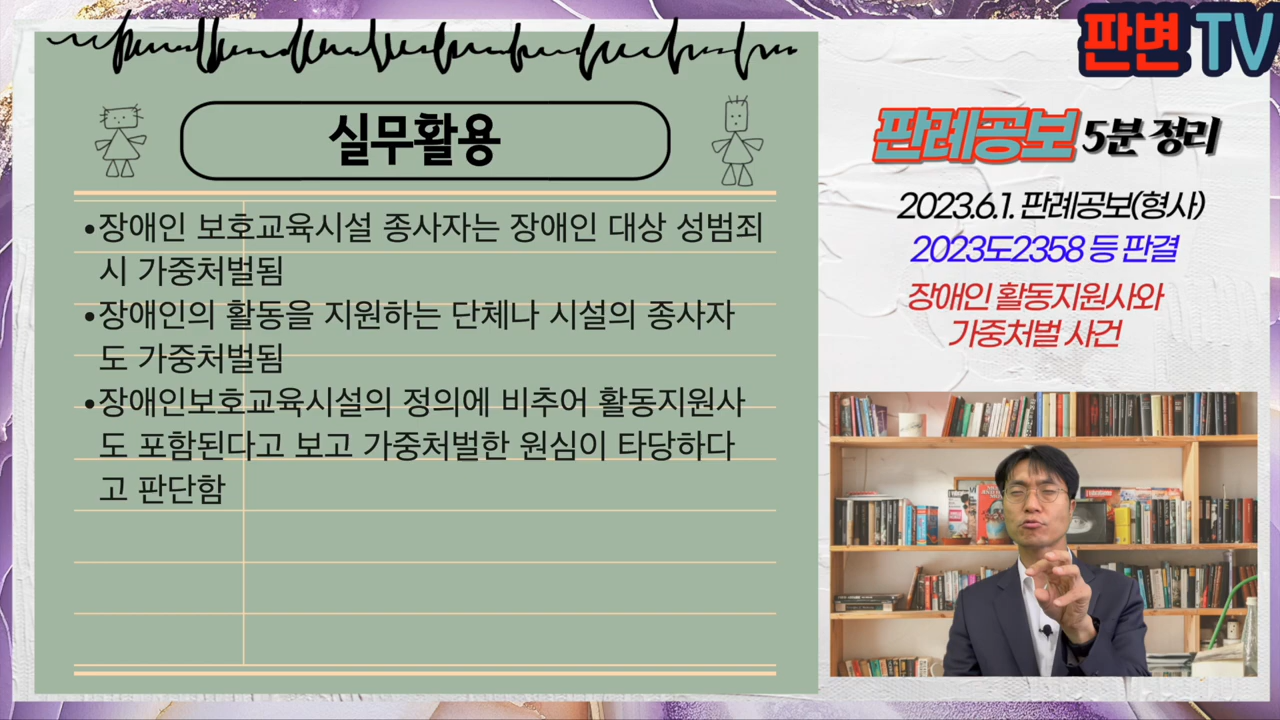 판변 TV
실무활용
•장애인 보호교육시설 종사자는 장애인 대상 성범죄
시 가중처벌됨
•장애인의 활동을 지원하는 단체나 시설의 종사자
도 가중처벌됨
•장애인보호교육시설의 정의에 비추어 활동지원사
도 포함된다고 보고 가중처벌한 원심이 타당하다
고 판단함
판례공보 5분 정리
2023.6.1. 판례공보(형사)
2023도2358 등 판결
장애인 활동지원사와
가중처벌 사건